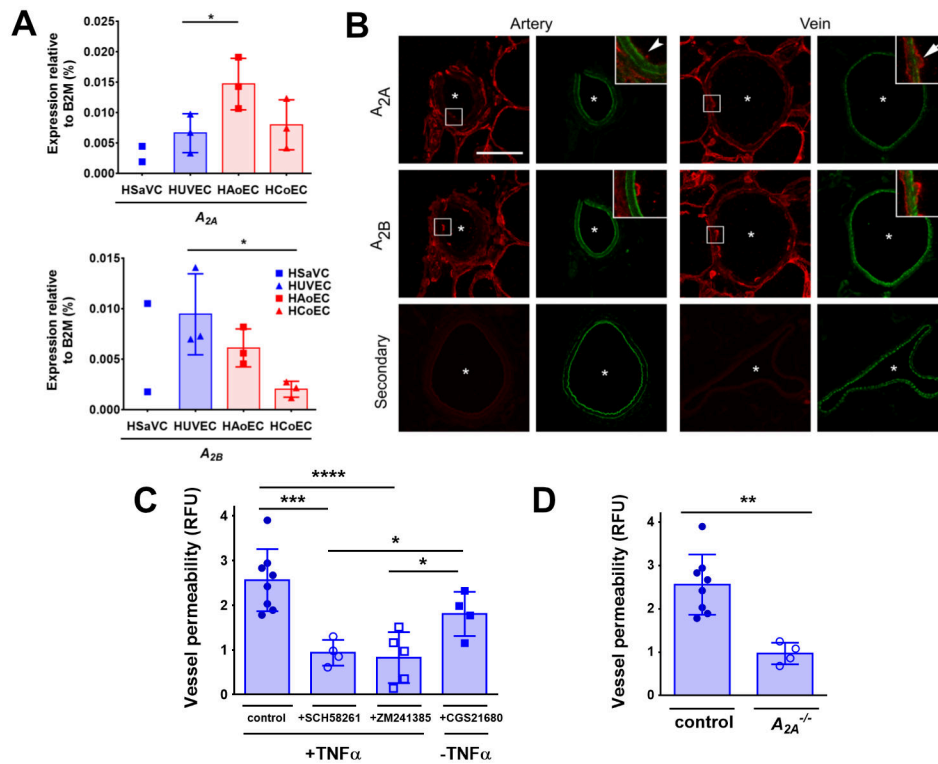 A
Expression relative
to B2M (%)
0.025
0.020
0.015
0.010
0.005
0.000
*
HSaVC HUVEC HAoEC HCoEC
A2A
Expression relative
to B2M (%)
0.015
0.010
0.005
0.000
*
HSaVC
HUVEC
HAoEC
HCoEC
HSaVC HUVEC HAoEC HCoEC
A2B
B
Artery Vein
A2A
* * * *
A2B
* * * *
Secondary
* * * *
C
Vessel permeability (RFU)
4
3
2
1
0
****
***
*
*
control +SCH58261 +ZM241385 +CGS21680
+TNFα -TNFα
D
Vessel permeability (RFU)
4
3
2
1
0
**
control A2A-/-